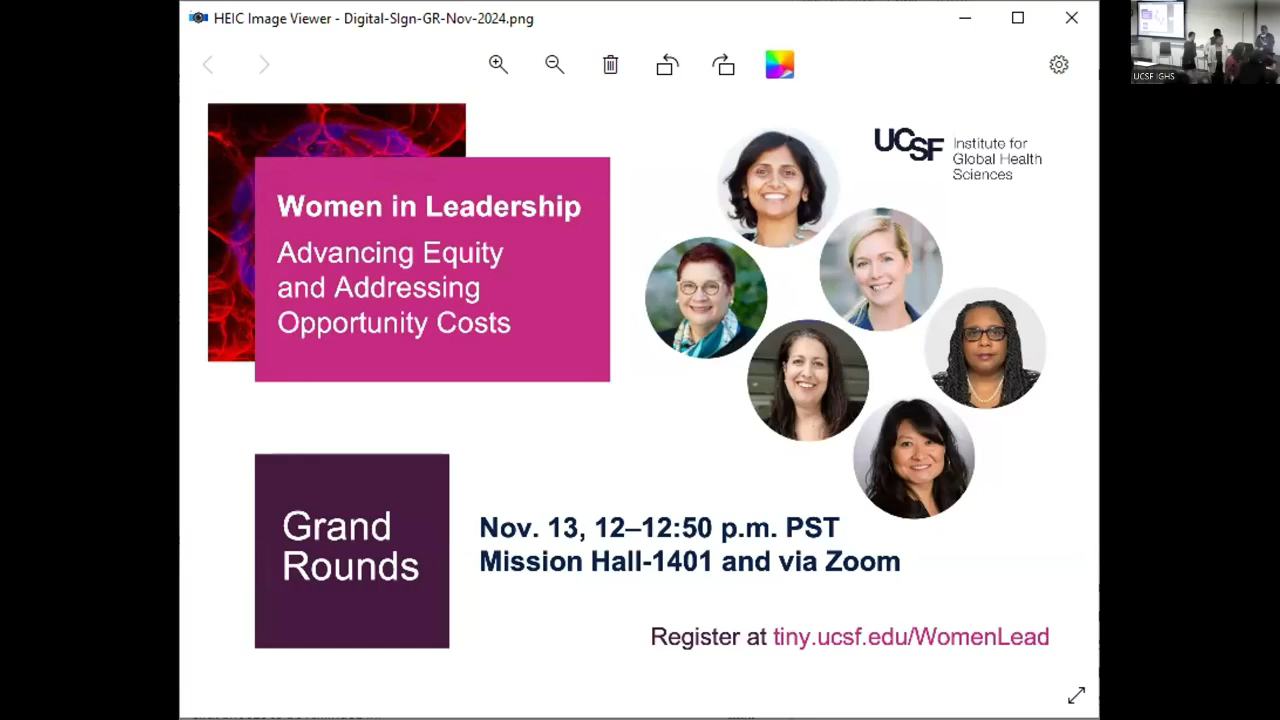 HEIC Image Viewer - Digital-SIgn-GR-Nov-2024.png
UCSF IGHS
UCSF
Institute for
Global Health
Sciences
Women in Leadership
Advancing Equity
and Addressing
Opportunity Costs
Grand
Rounds
Nov. 13, 12–12:50 p.m. PST
Mission Hall-1401 and via Zoom
Register at tiny.ucsf.edu/WomenLead